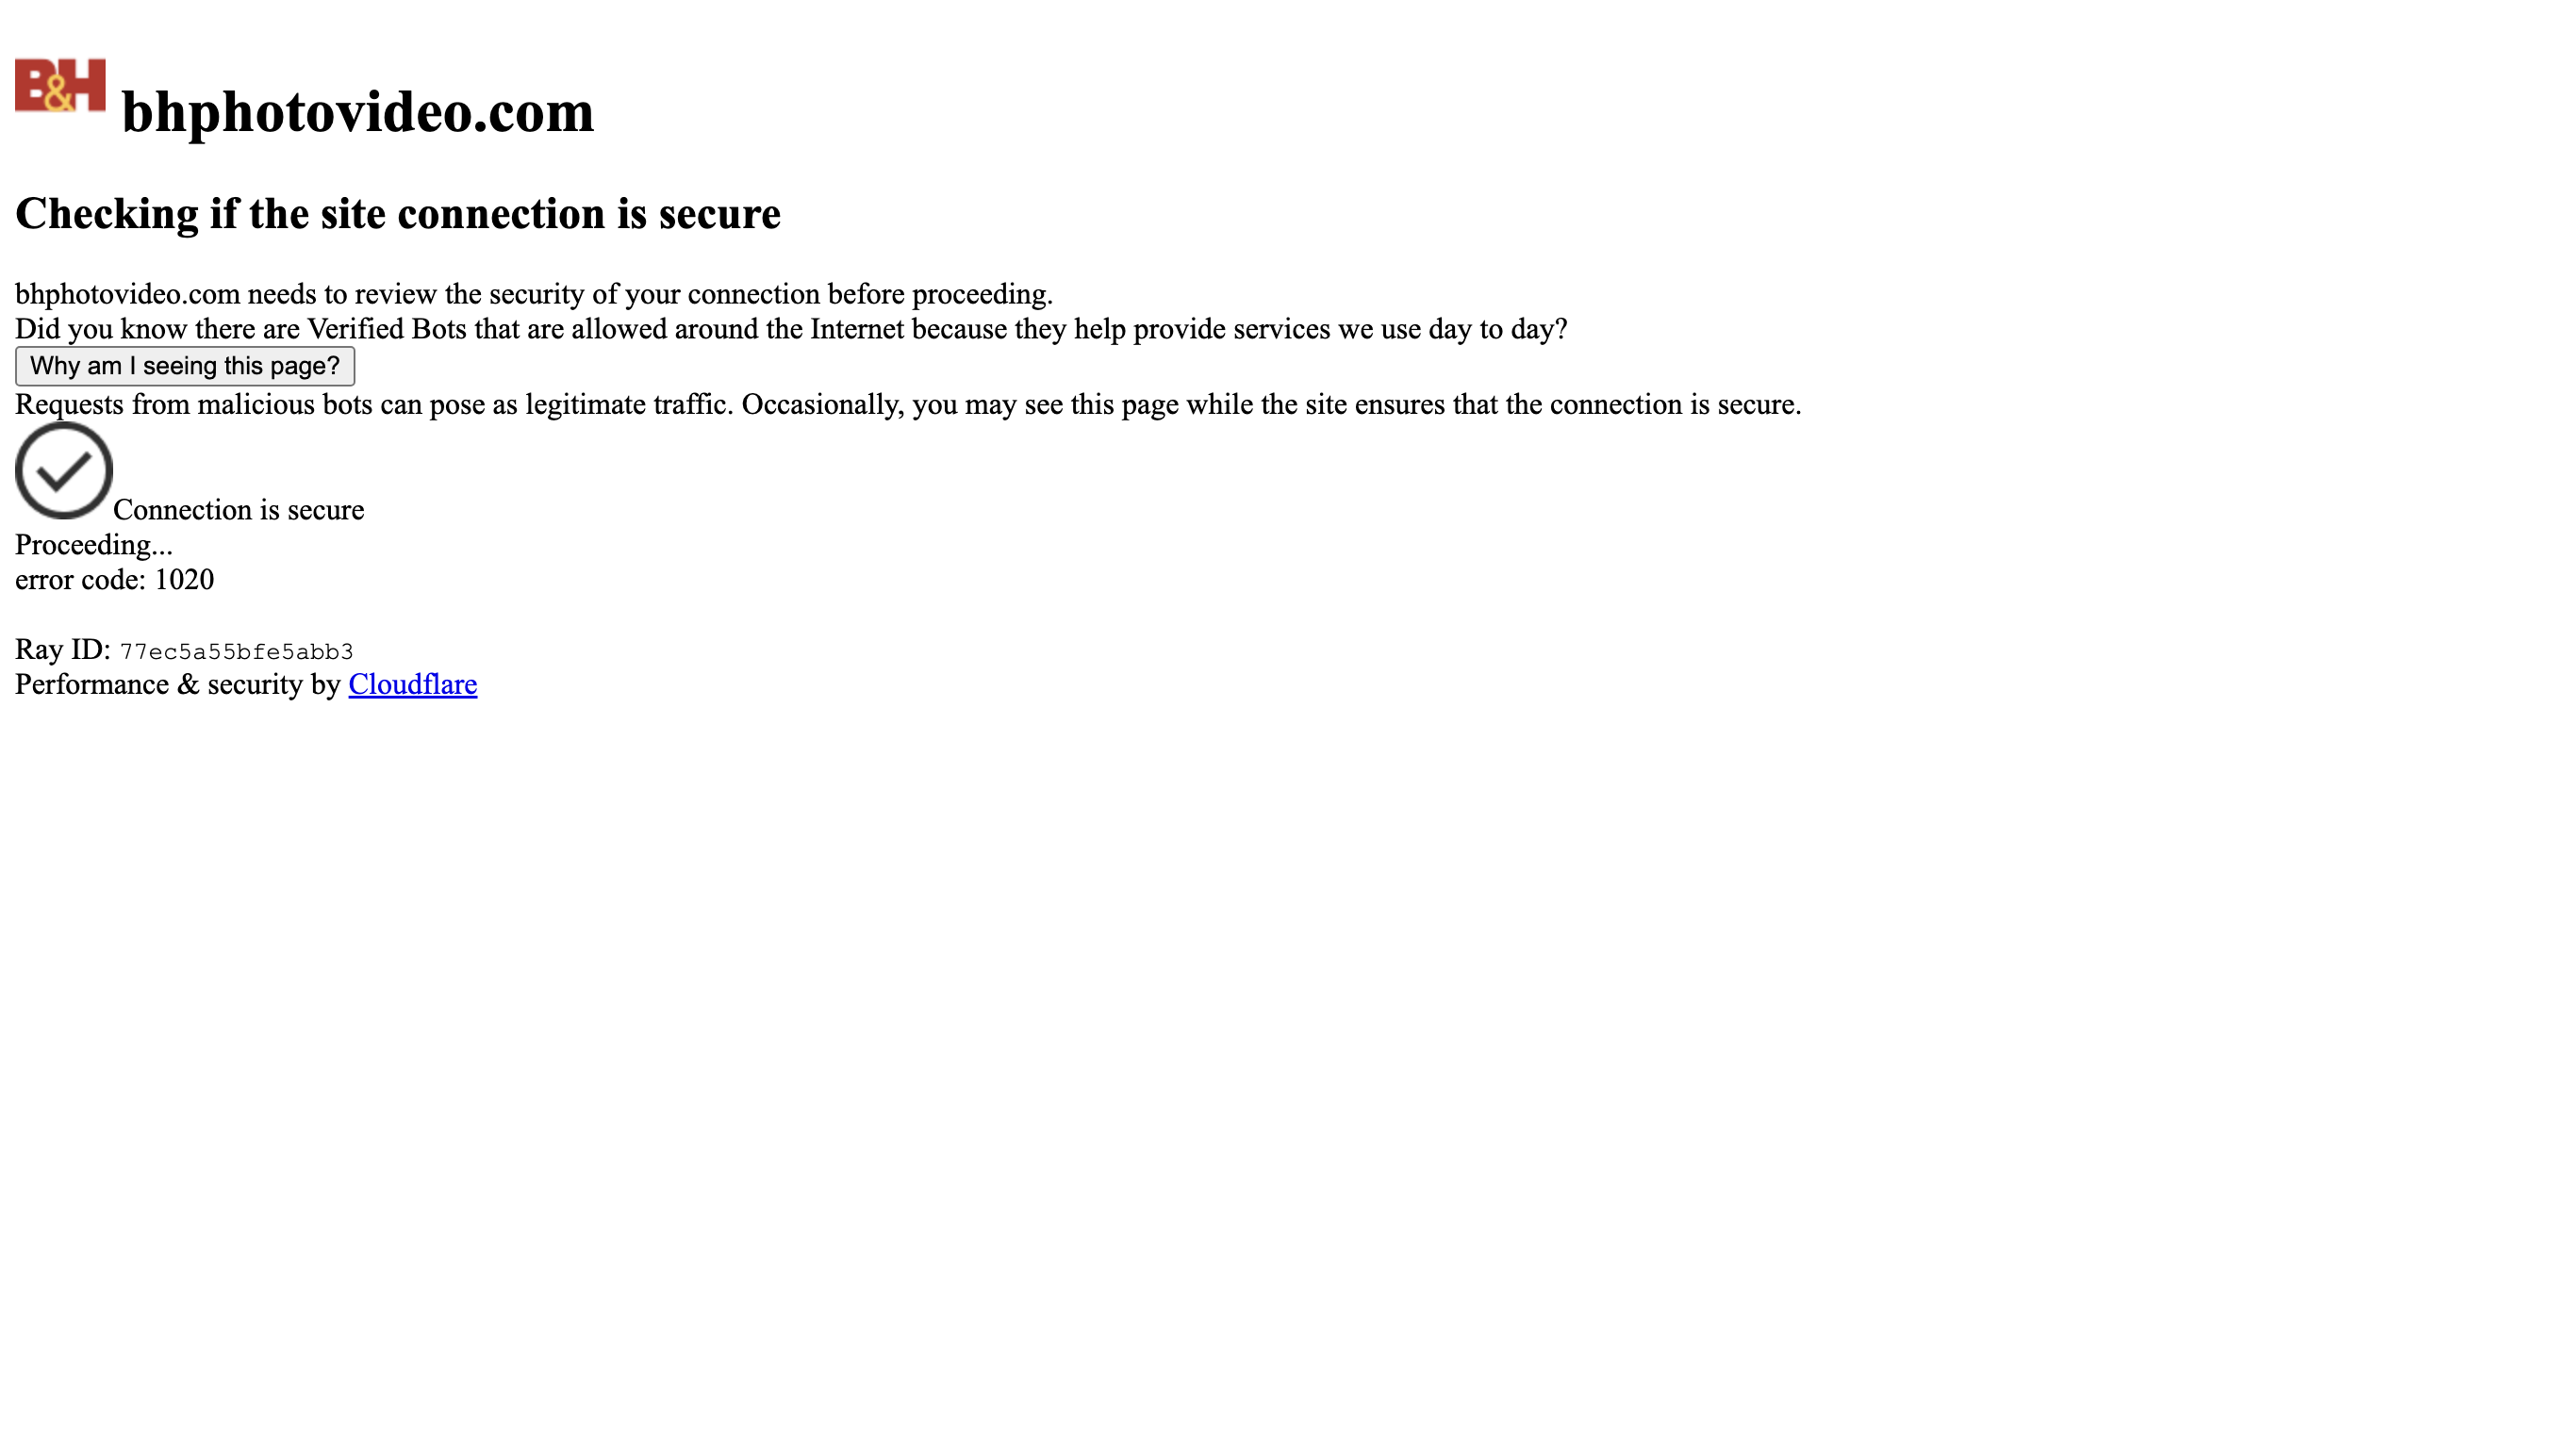 B&H bhphotovideo.com
Checking if the site connection is secure
bhphotovideo.com needs to review the security of your connection before proceeding.
Did you know there are Verified Bots that are allowed around the Internet because they help provide services we use day to day?
Why am I seeing this page?
Requests from malicious bots can pose as legitimate traffic. Occasionally, you may see this page while the site ensures that the connection is secure.
Connection is secure
Proceeding...
error code: 1020
Ray ID: 77ec5a55bfe5abb3
Performance & security by Cloudflare